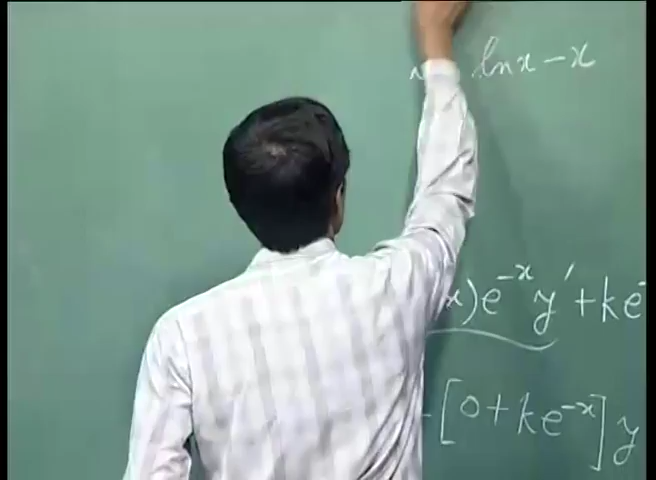 ln x - x
x)e^{-x} y' + ke^{-
[0 + ke^{-x}] y